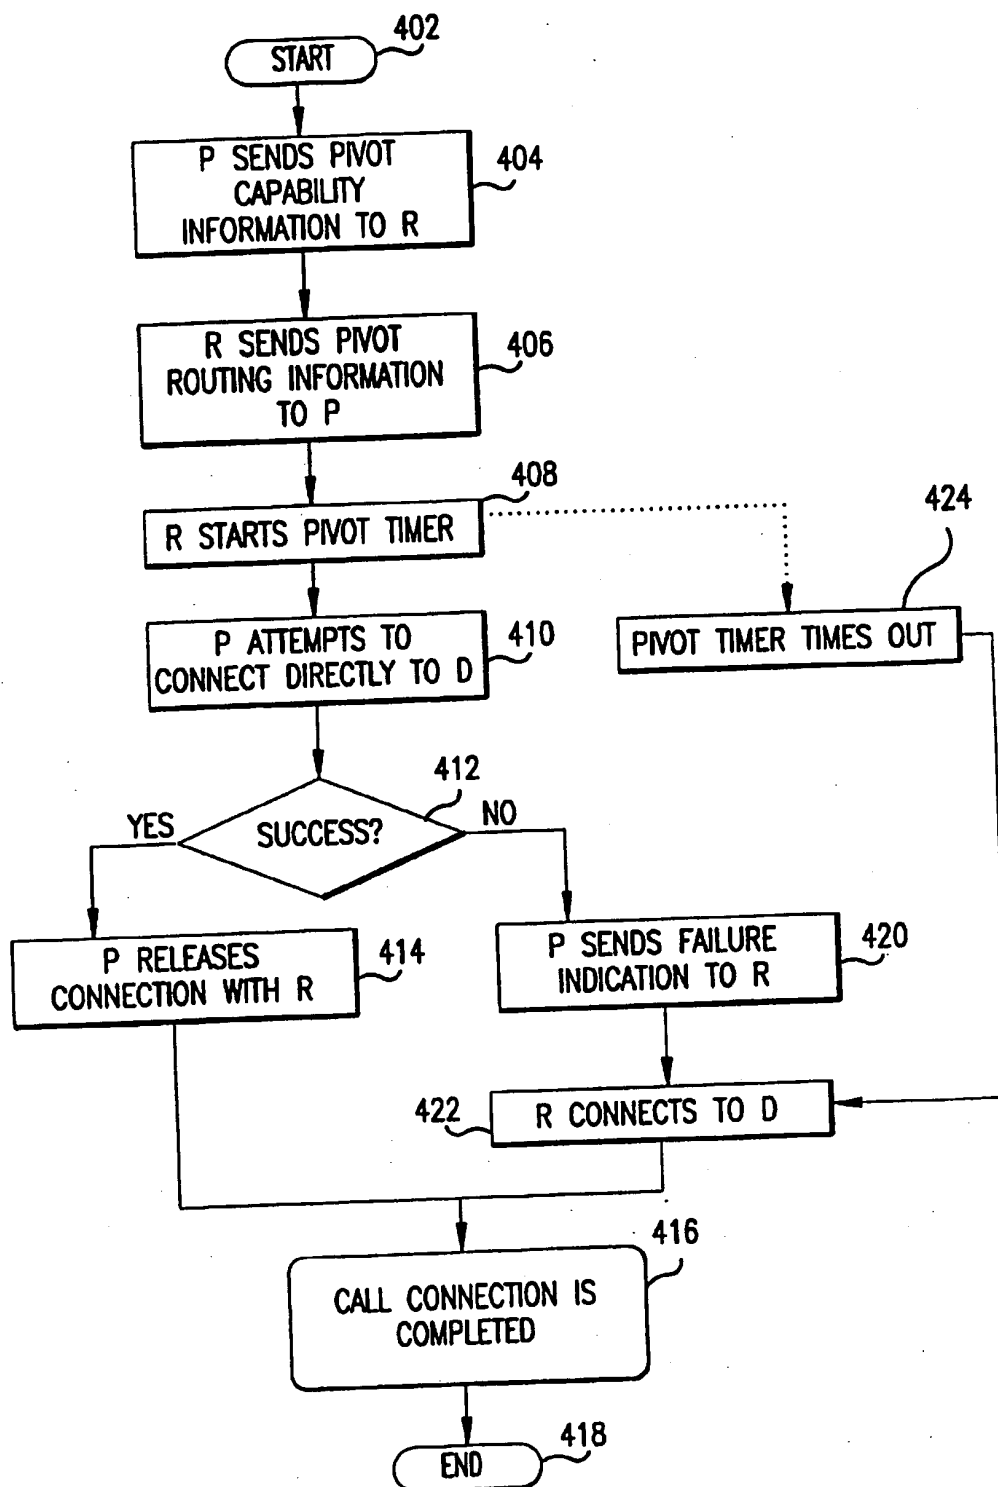 402
START
P SENDS PIVOT
CAPABILITY
INFORMATION TO R
404
R SENDS PIVOT
ROUTING INFORMATION
TO P
406
408
R STARTS PIVOT TIMER
424
P ATTEMPTS TO
CONNECT DIRECTLY TO D
410
PIVOT TIMER TIMES OUT
412
YES
SUCCESS?
NO
P RELEASES
CONNECTION WITH R
414
P SENDS FAILURE
INDICATION TO R
420
422
R CONNECTS TO D
416
CALL CONNECTION IS
COMPLETED
418
END